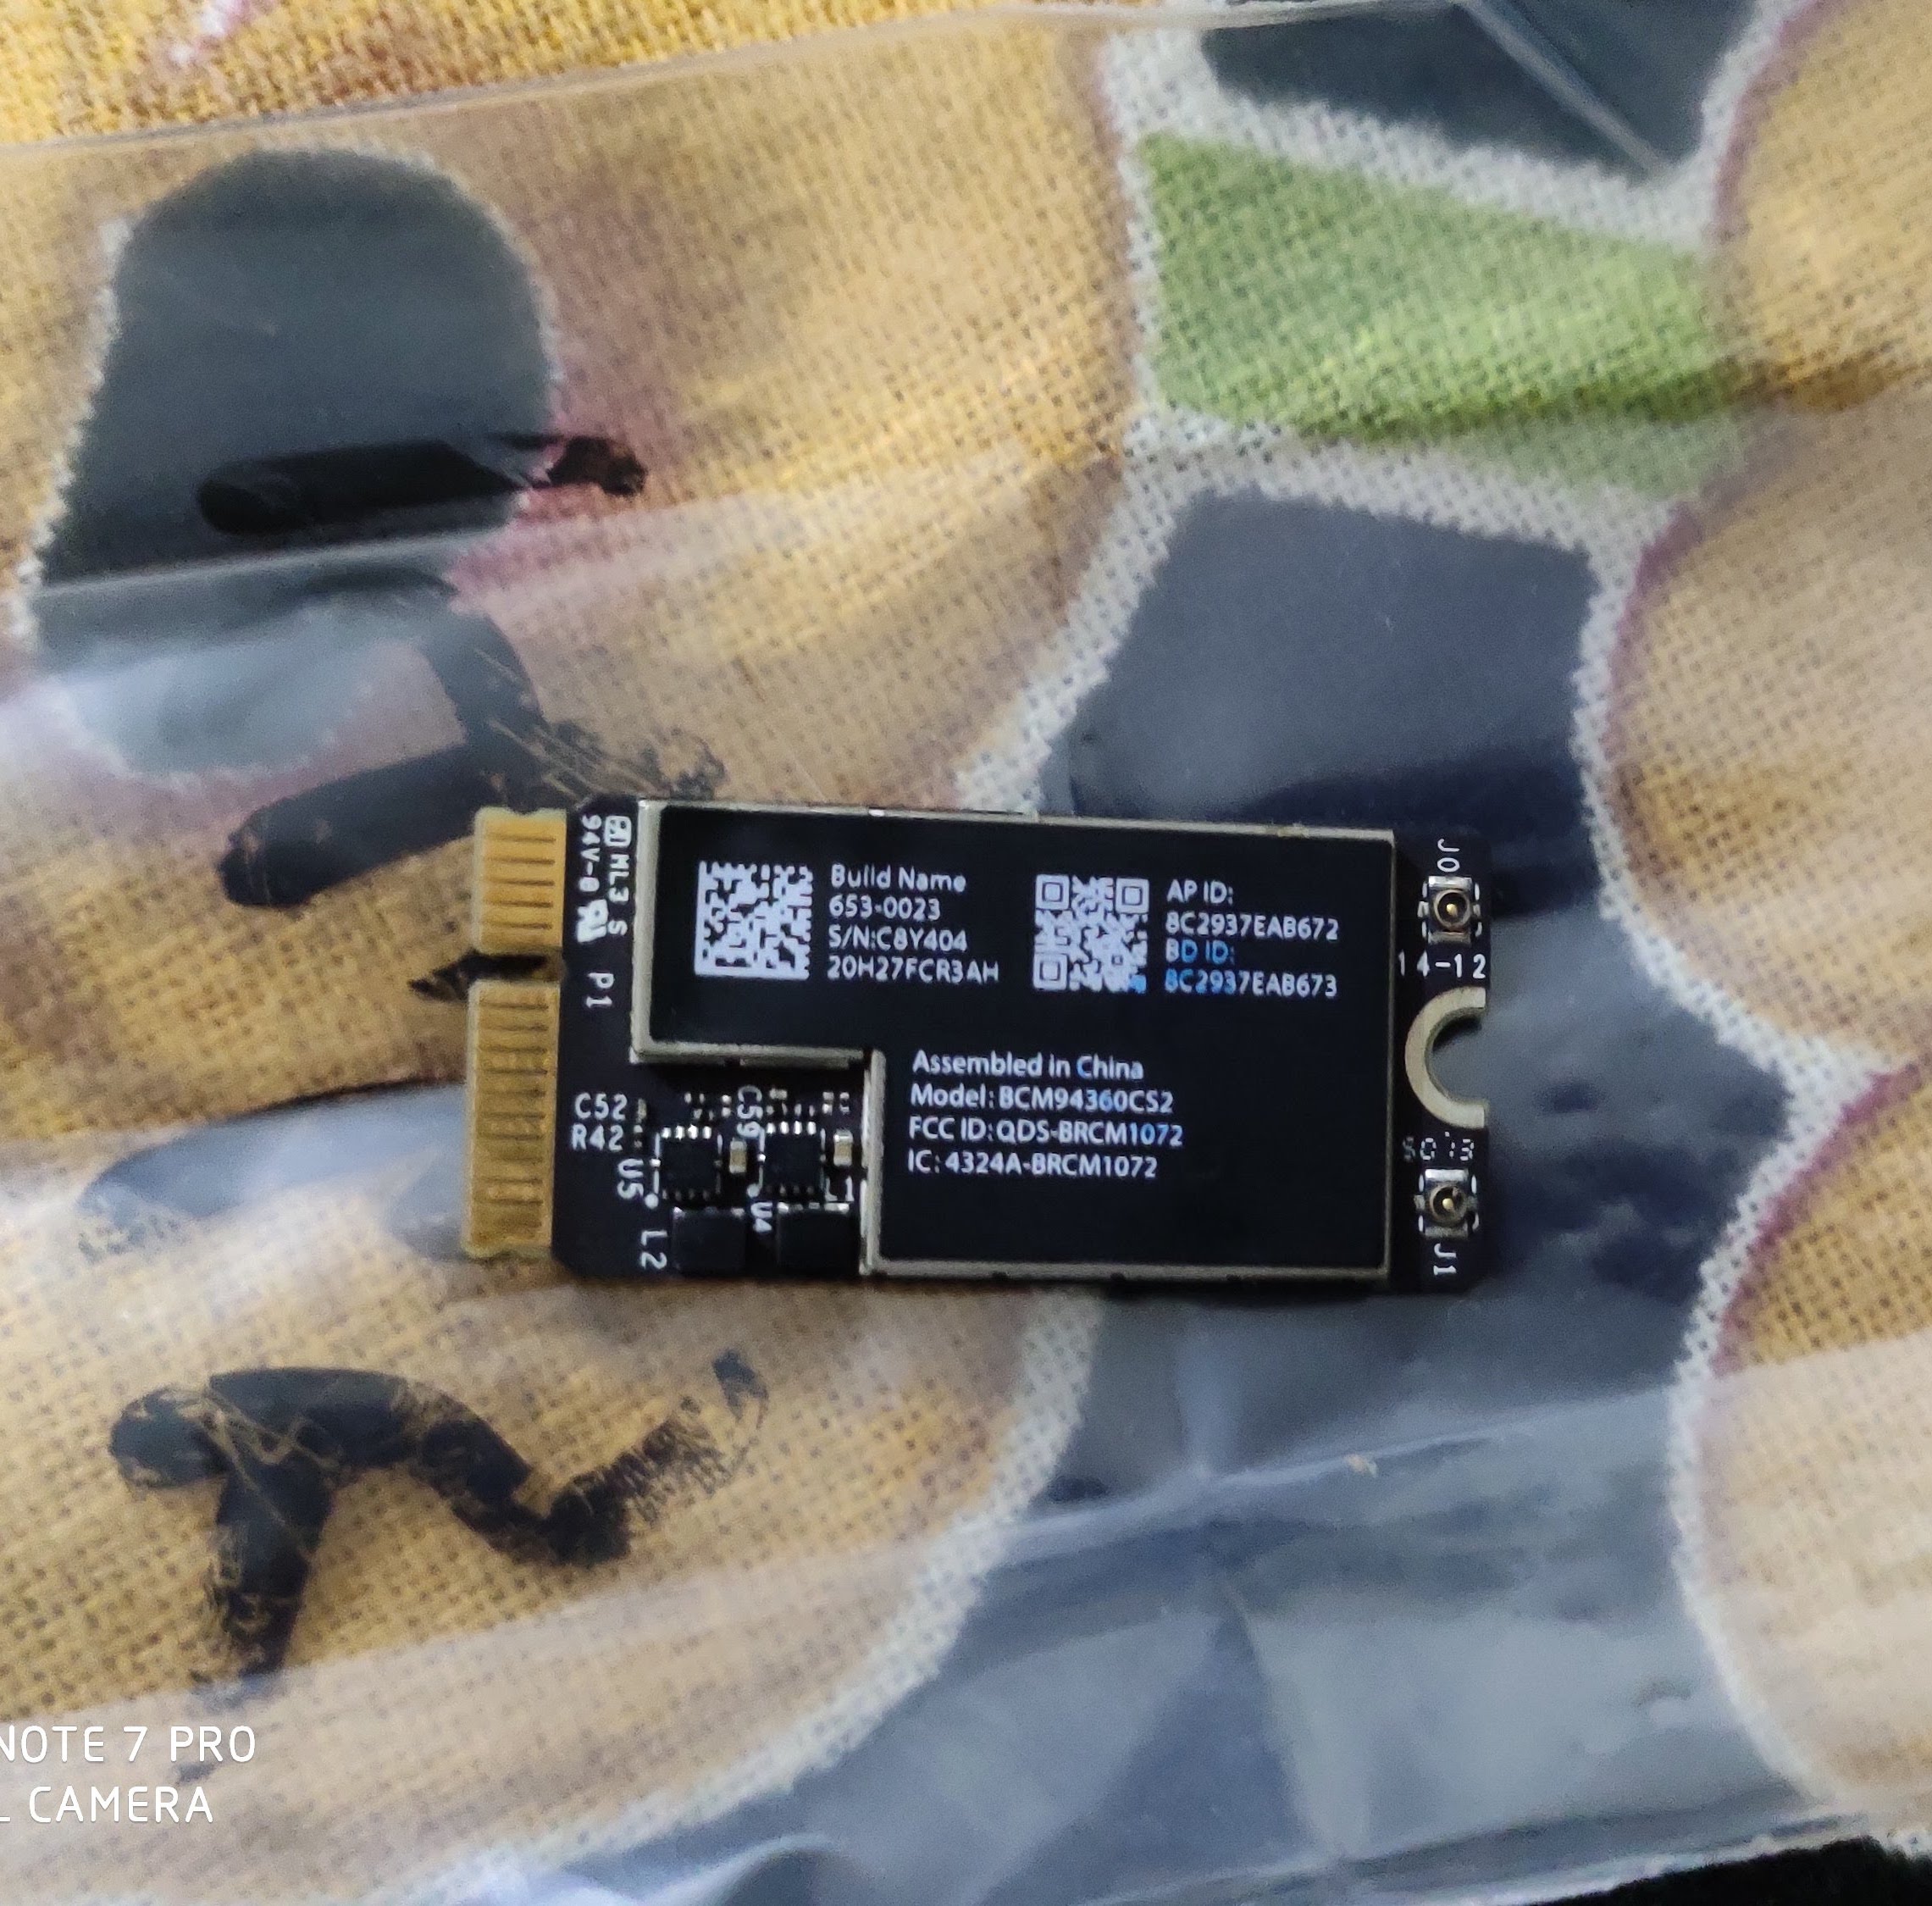 94V-0
ML3 S
P1
Build Name
653-0023
S/N:C8Y404
20H27FCR3AH
AP ID:
8C2937EAB672
BD ID:
8C2937EAB673
J0
14-12
Assembled in China
Model: BCM94360CS2
FCC ID: QDS-BRCM1072
IC: 4324A-BRCM1072
C52
R42
C59
U5
U4
L2
5013
J1
NOTE 7 PRO
CAMERA